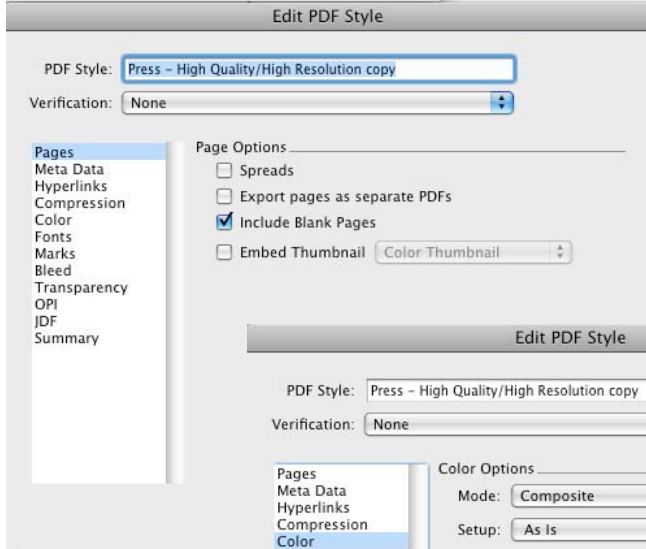 Edit PDF Style
PDF Style: Press - High Quality/High Resolution copy
Verification: None
Pages
Meta Data
Hyperlinks
Compression
Color
Fonts
Marks
Bleed
Transparency
OPI
JDF
Summary
Page Options
Spreads
Export pages as separate PDFs
Include Blank Pages
Embed Thumbnail Color Thumbnail
Edit PDF Style
PDF Style: Press - High Quality/High Resolution copy
Verification: None
Pages
Meta Data
Hyperlinks
Compression
Color
Color Options
Mode: Composite
Setup: As Is